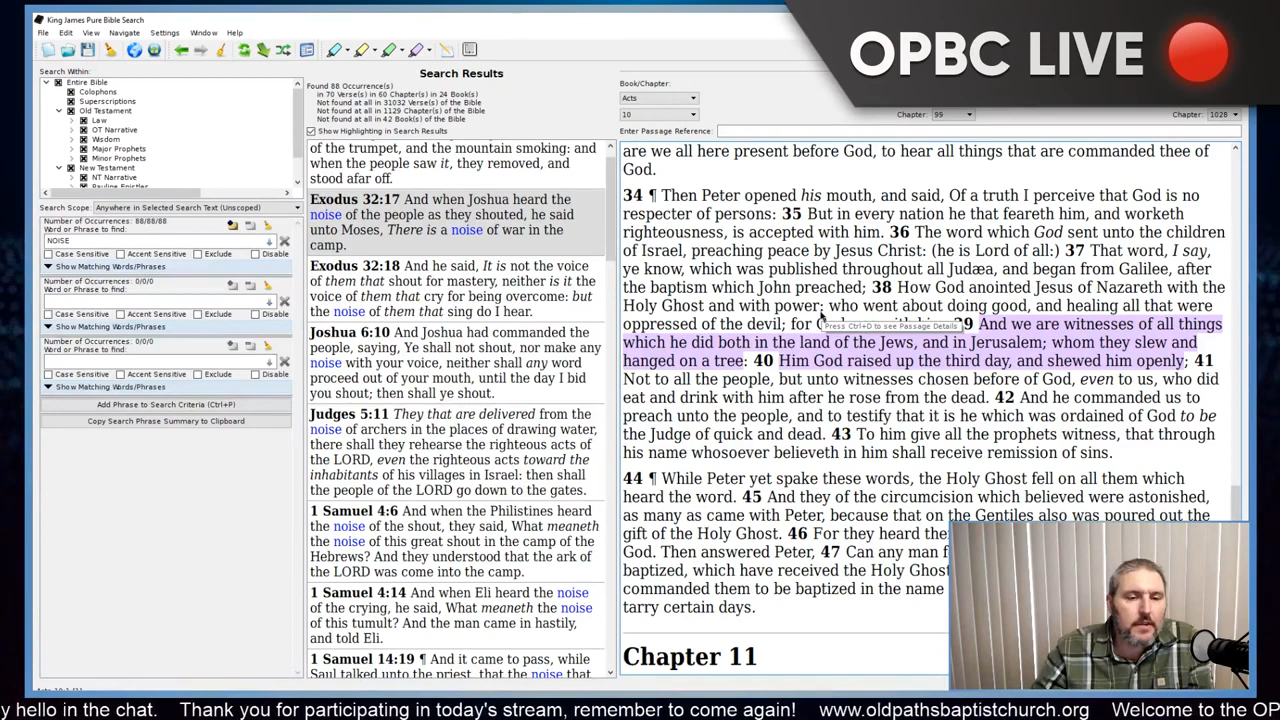 King James Pure Bible Search
OPBC LIVE
File Edit View Navigate Settings Window Help
Search Within:
Entire Bible
Colophons
Superscriptions
Old Testament
Law
OT Narrative
Wisdom
Major Prophets
Minor Prophets
New Testament
NT Narrative
Pauline Epistles
Search Scope: Anywhere in Selected Search Text (Unscoped)
Number of Occurrences: 88/88/88
Word or Phrase to find:
NOISE
Case Sensitive Accent Sensitive Exclude Disable
Show Matching Words/Phrases
Number of Occurrences: 0/0/0
Word or Phrase to find:
Case Sensitive Accent Sensitive Exclude Disable
Show Matching Words/Phrases
Number of Occurrences: 0/0/0
Word or Phrase to find:
Case Sensitive Accent Sensitive Exclude Disable
Show Matching Words/Phrases
Add Phrase to Search Criteria (Ctrl+P)
Copy Search Phrase Summary to Clipboard
Search Results
Found 88 Occurrence(s)
in 70 Verse(s) in 60 Chapter(s) in 24 Book(s)
Not found at all in 31032 Verse(s) of the Bible
Not found at all in 1129 Chapter(s) of the Bible
Not found at all in 42 Book(s) of the Bible
Show Highlighting in Search Results
of the trumpet, and the mountain smoking: and
when the people saw it, they removed, and
stood afar off.
Exodus 32:17 And when Joshua heard the
noise of the people as they shouted, he said
unto Moses, There is a noise of war in the
camp.
Exodus 32:18 And he said, It is not the voice
of them that shout for mastery, neither is it the
voice of them that cry for being overcome: but
the noise of them that sing do I hear.
Joshua 6:10 And Joshua had commanded the
people, saying, Ye shall not shout, nor make any
noise with your voice, neither shall any word
proceed out of your mouth, until the day I bid
you shout; then shall ye shout.
Judges 5:11 They that are delivered from the
noise of archers in the places of drawing water,
there shall they rehearse the righteous acts of
the LORD, even the righteous acts toward the
inhabitants of his villages in Israel: then shall
the people of the LORD go down to the gates.
1 Samuel 4:6 And when the Philistines heard
the noise of the shout, they said, What meaneth
the noise of this great shout in the camp of the
Hebrews? And they understood that the ark of
the LORD was come into the camp.
1 Samuel 4:14 And when Eli heard the noise
of the crying, he said, What meaneth the noise
of this tumult? And the man came in hastily,
and told Eli.
1 Samuel 14:19 ¶ And it came to pass, while
Saul talked unto the priest, that the noise that
Book/Chapter:
Acts
10 Chapter: 99 Chapter: 1028
Enter Passage Reference:
are we all here present before God, to hear all things that are commanded thee of
God.
34 ¶ Then Peter opened his mouth, and said, Of a truth I perceive that God is no
respecter of persons: 35 But in every nation he that feareth him, and worketh
righteousness, is accepted with him. 36 The word which God sent unto the children
of Israel, preaching peace by Jesus Christ: (he is Lord of all:) 37 That word, I say,
ye know, which was published throughout all Judæa, and began from Galilee, after
the baptism which John preached; 38 How God anointed Jesus of Nazareth with the
Holy Ghost and with power: who went about doing good, and healing all that were
oppressed of the devil; for 39 And we are witnesses of all things
Press Ctrl+D to see Passage Details
which he did both in the land of the Jews, and in Jerusalem; whom they slew and
hanged on a tree: 40 Him God raised up the third day, and shewed him openly; 41
Not to all the people, but unto witnesses chosen before of God, even to us, who did
eat and drink with him after he rose from the dead. 42 And he commanded us to
preach unto the people, and to testify that it is he which was ordained of God to be
the Judge of quick and dead. 43 To him give all the prophets witness, that through
his name whosoever believeth in him shall receive remission of sins.
44 ¶ While Peter yet spake these words, the Holy Ghost fell on all them which
heard the word. 45 And they of the circumcision which believed were astonished,
as many as came with Peter, because that on the Gentiles also was poured out the
gift of the Holy Ghost. 46 For they heard
God. Then answered Peter, 47 Can any man
baptized, which have received the Holy Ghost
commanded them to be baptized in the name
tarry certain days.
Chapter 11
y hello in the chat. Thank you for participating in today's stream, remember to come again! www.oldpathsbaptistchurch.org Welcome to the OP